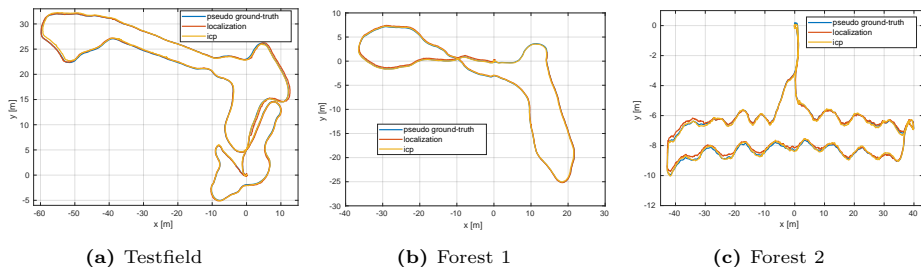 pseudo ground-truth
localization
icp
30
25
20
15
10
5
0
-5
-60 -50 -40 -30 -20 -10 0 10
x [m]
y [m]
(a) Testfield
10
5
0
-5
-10
-15
-20
-25
-30
pseudo ground-truth
localization
icp
-40 -30 -20 -10 0 10 20 30
x [m]
y [m]
(b) Forest 1
0
-2
-4
-6
-8
-10
-12
pseudo ground-truth
localization
icp
-40 -30 -20 -10 0 10 20 30 40
x [m]
y [m]
(c) Forest 2